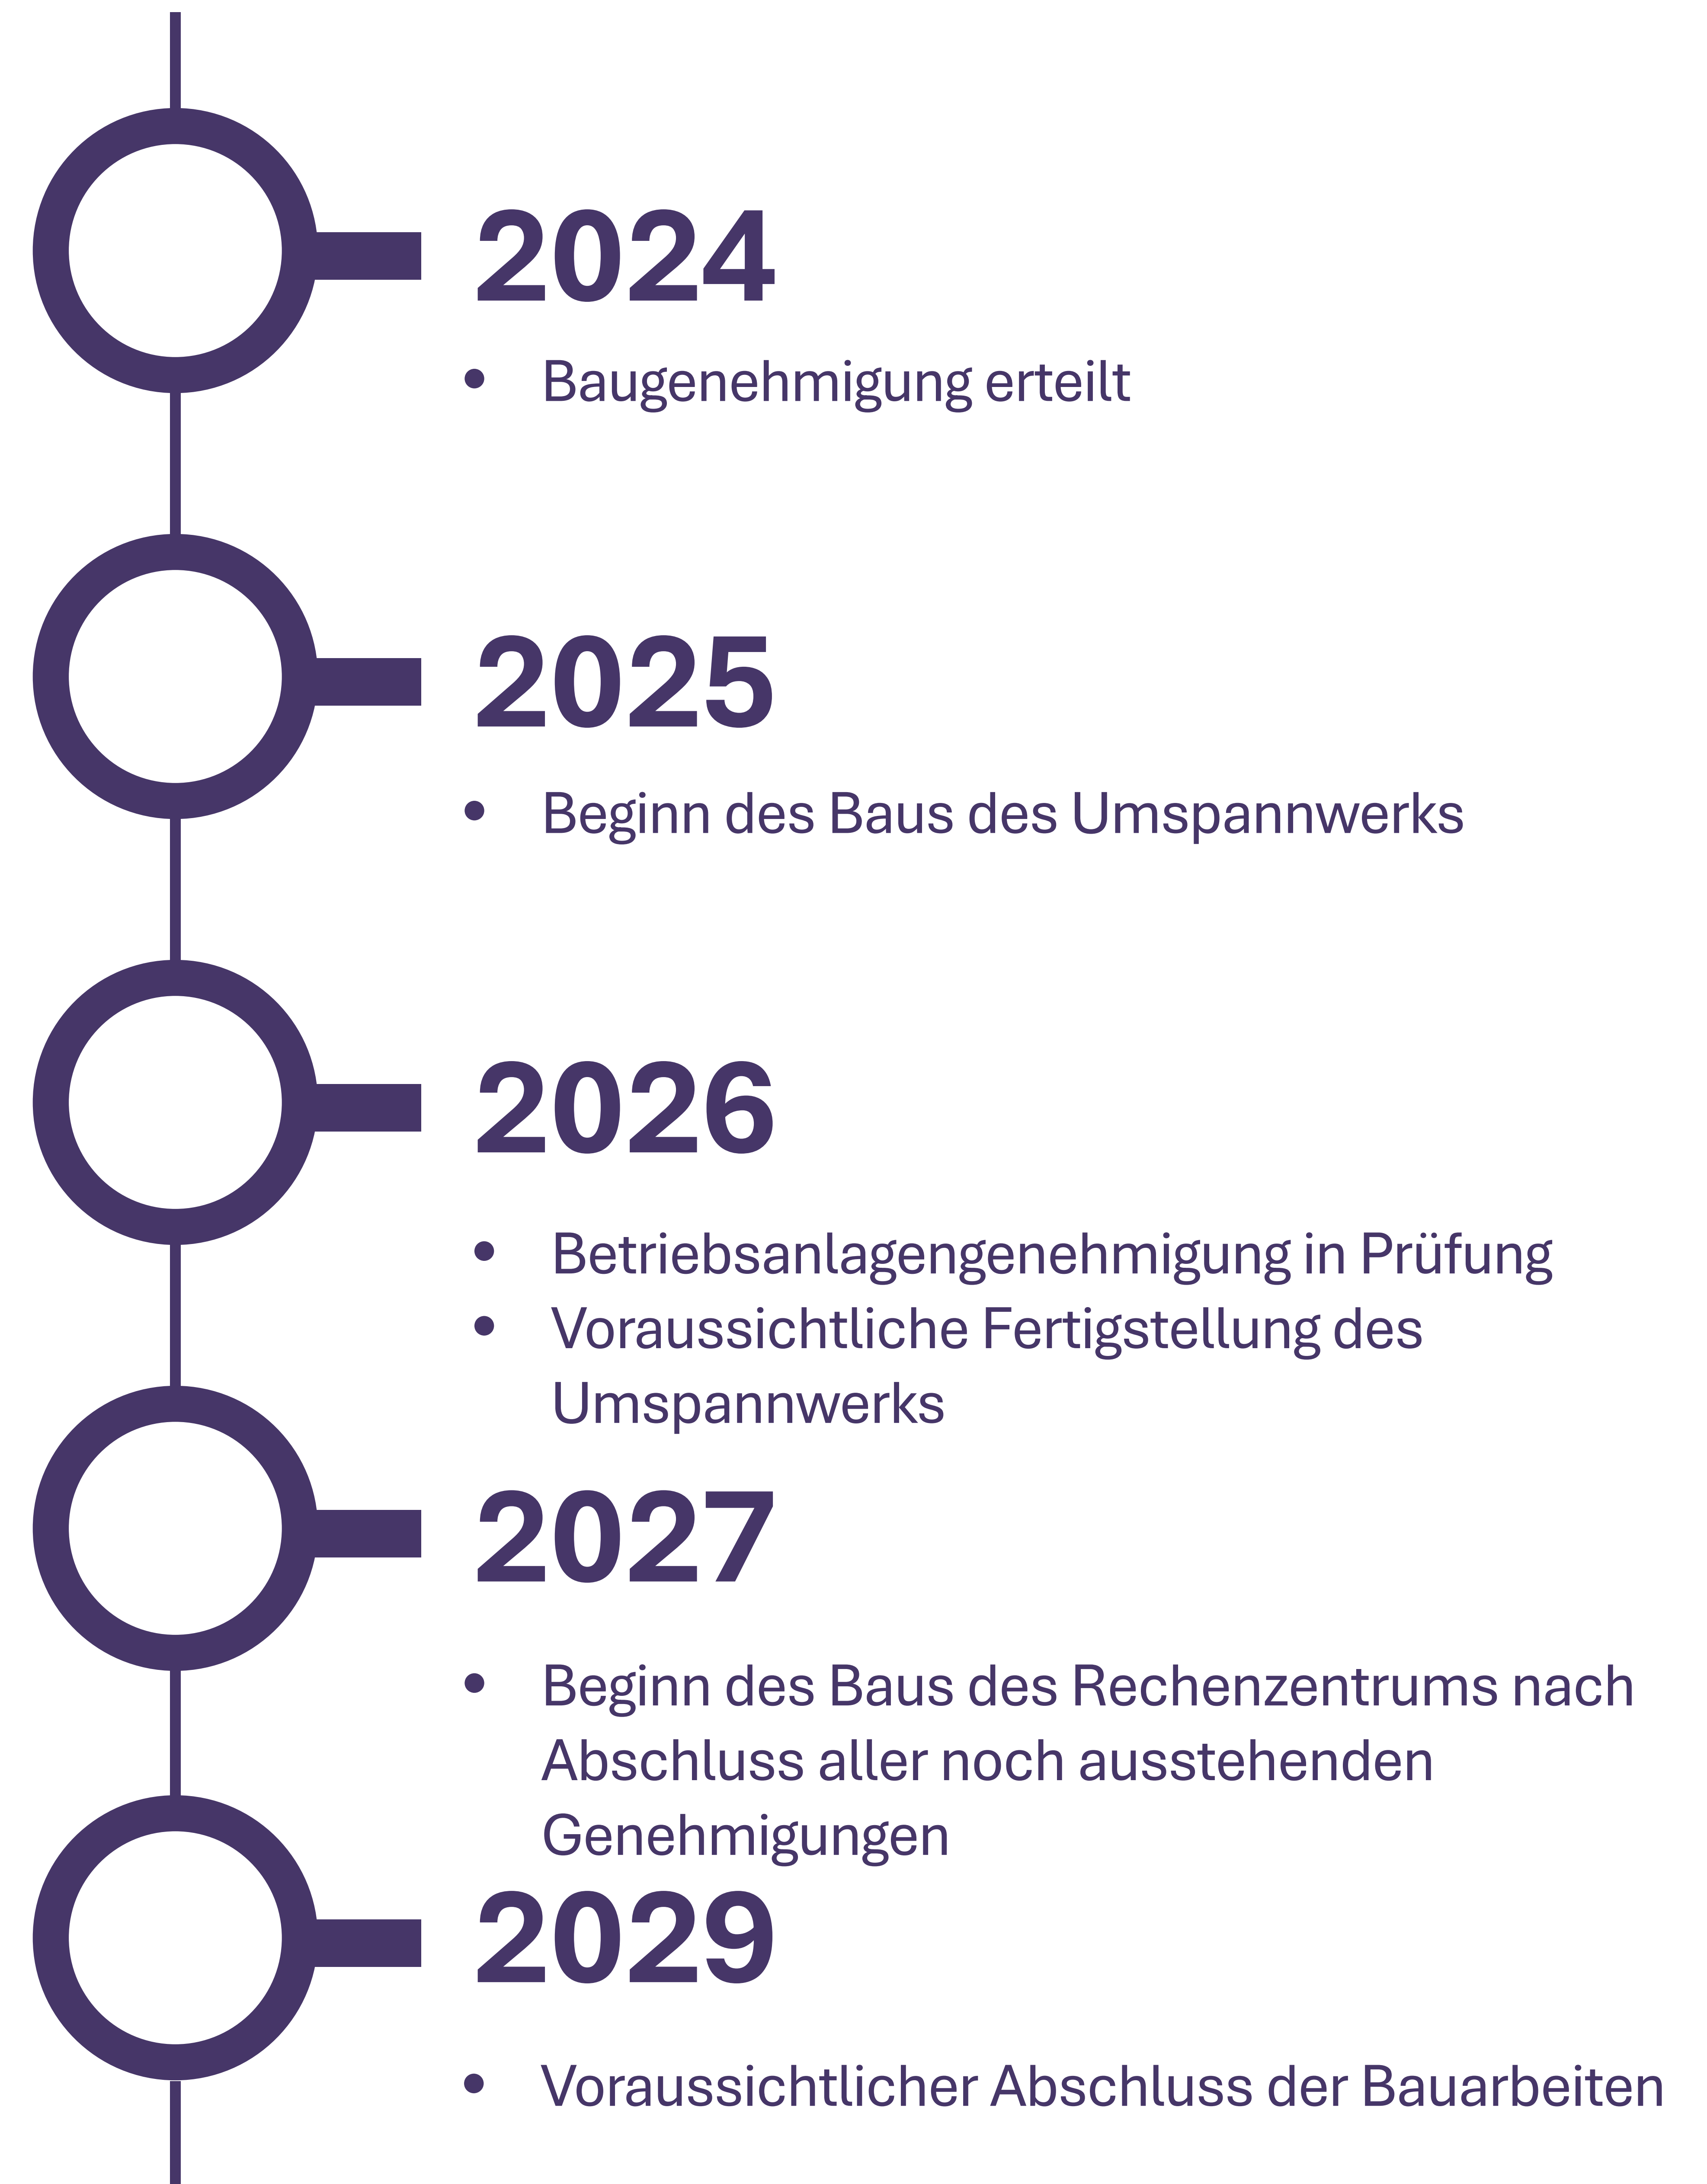 2024
• Baugenehmigung erteilt
2025
• Beginn des Baus des Umspannwerks
2026
• Betriebsanlagengenehmigung in Prüfung
• Voraussichtliche Fertigstellung des
Umspannwerks
2027
• Beginn des Baus des Rechenzentrums nach
Abschluss aller noch ausstehenden
Genehmigungen
2029
• Voraussichtlicher Abschluss der Bauarbeiten